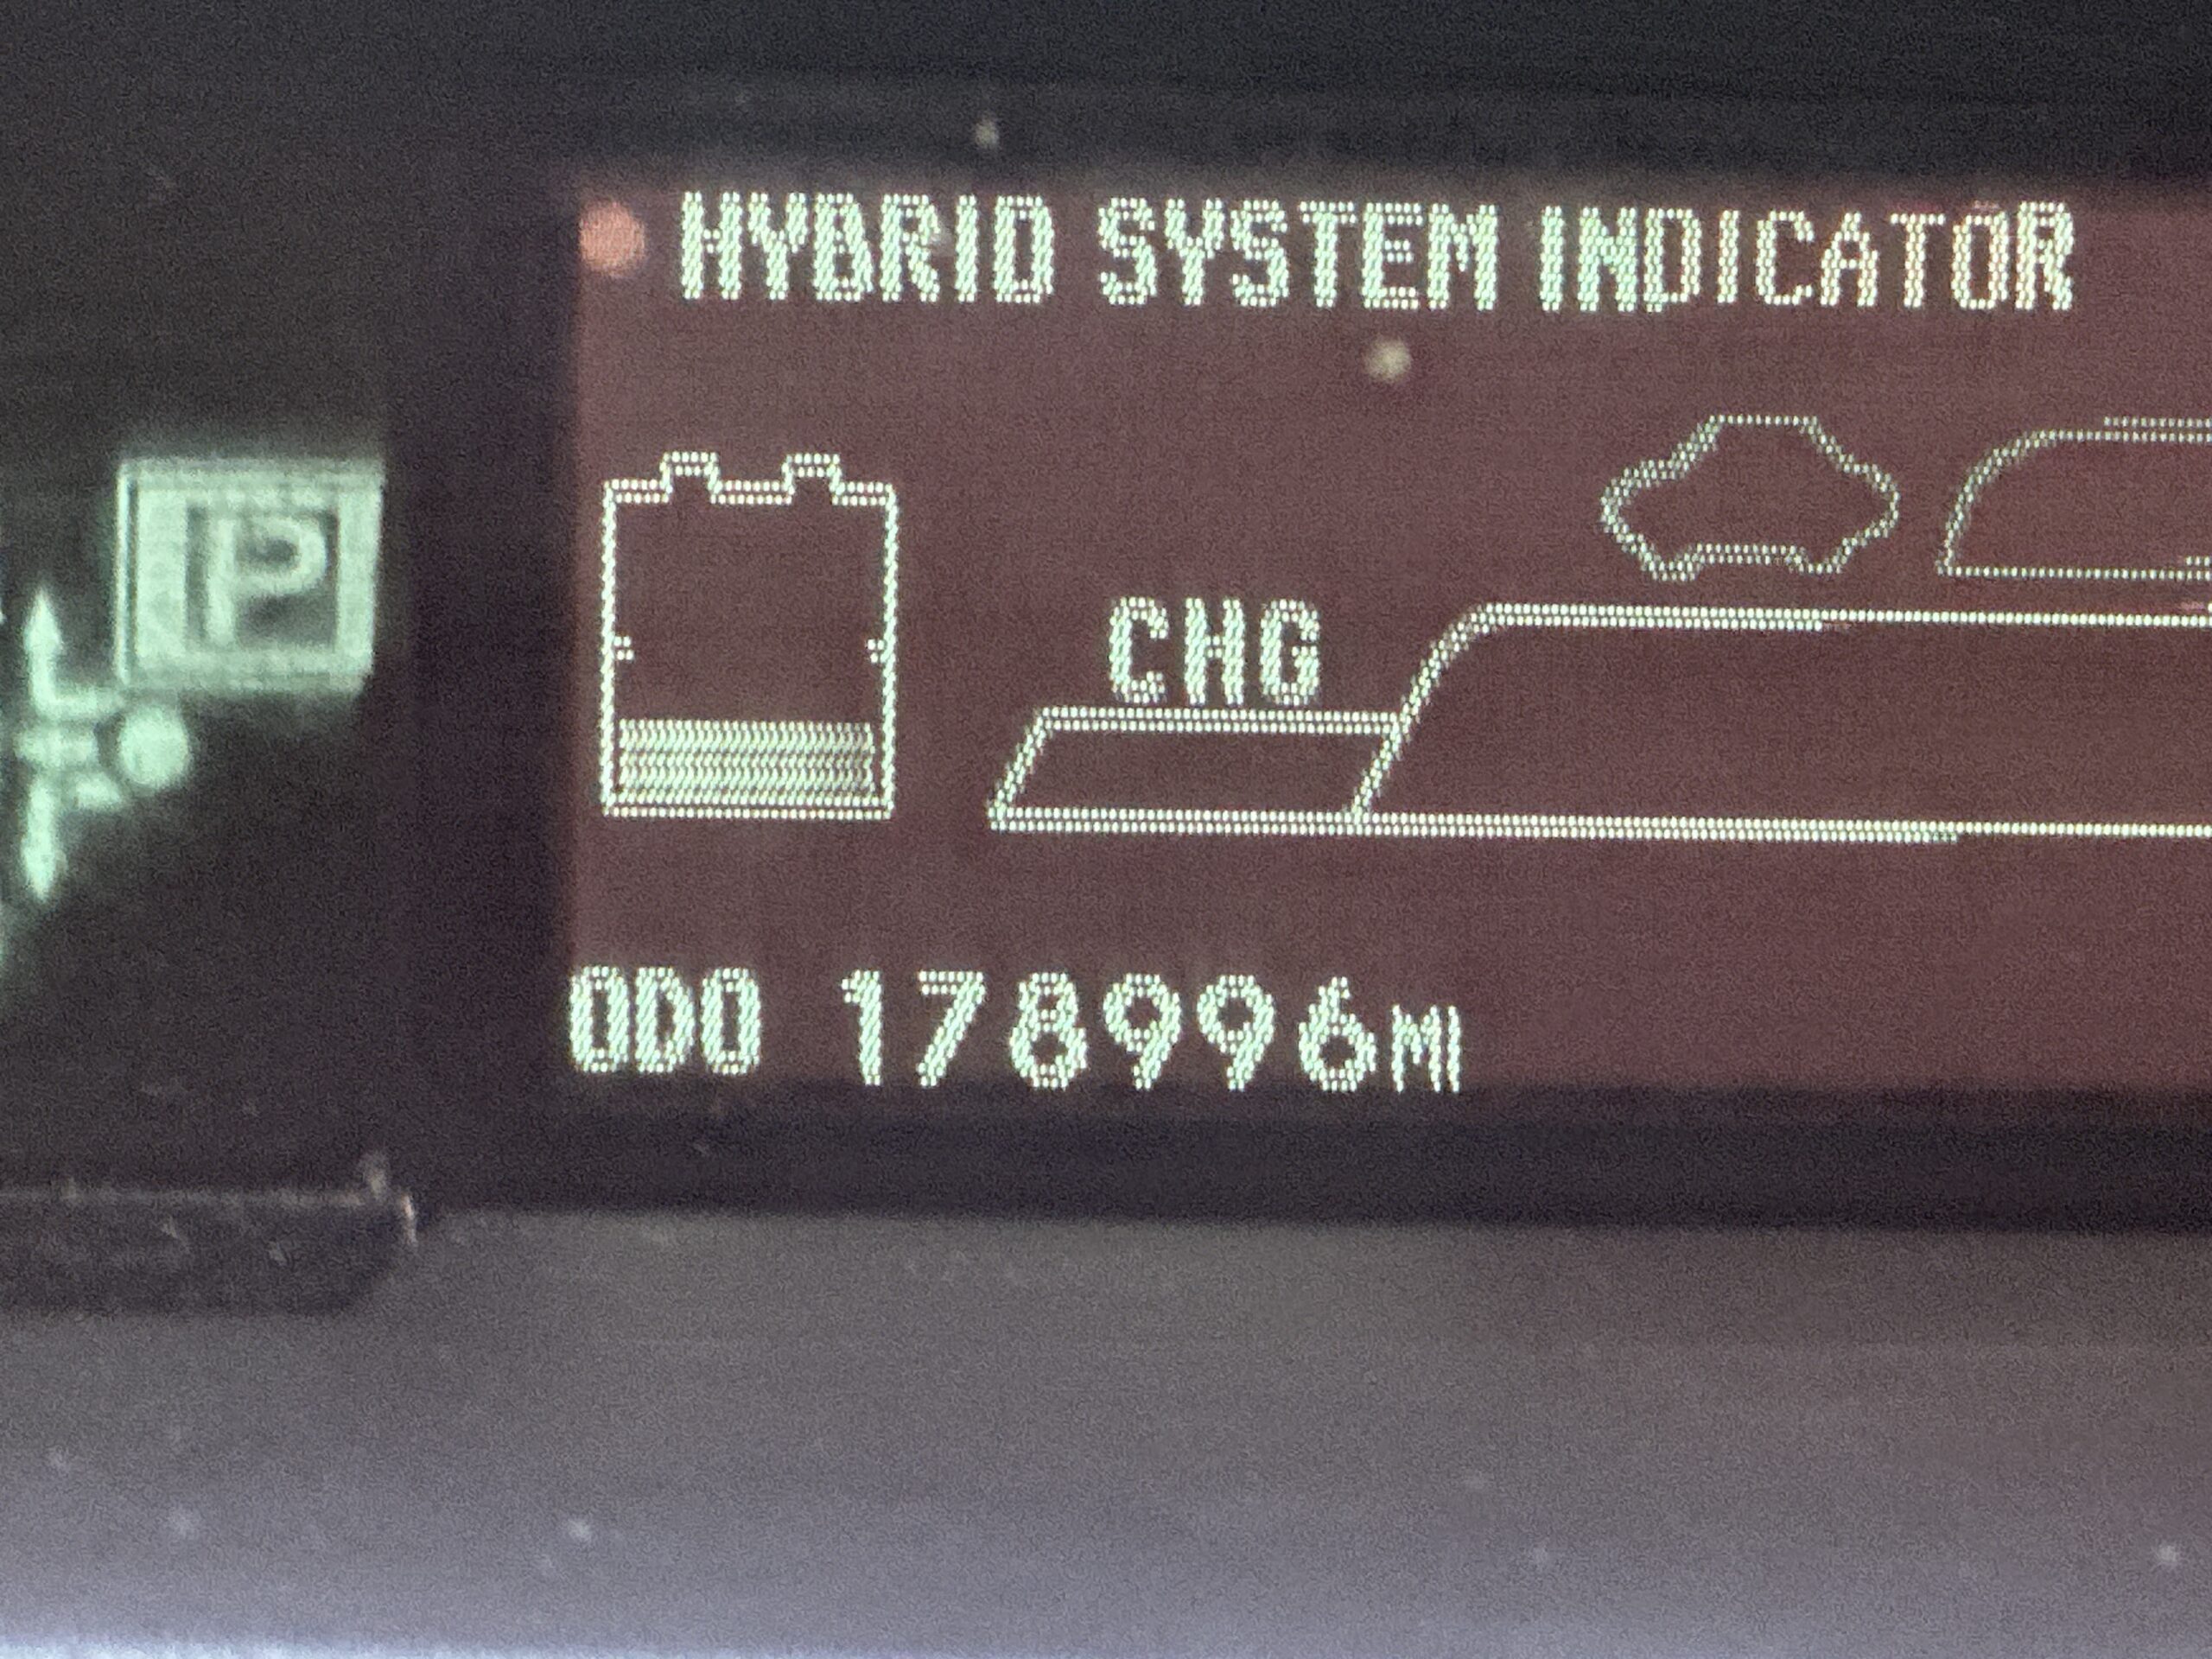 HYBRID SYSTEM INDICATOR
P
CHG
ODO 178996MI